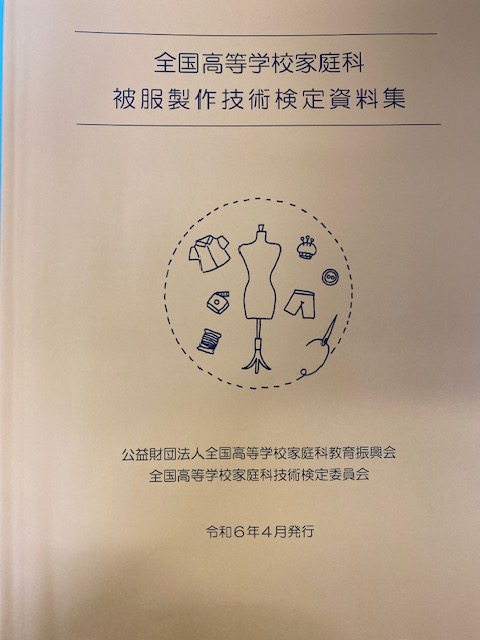 全国高等学校家庭科
被服製作技術検定資料集
公益財団法人全国高等学校家庭科教育振興会
全国高等学校家庭科技術検定委員会
令和6年4月発行